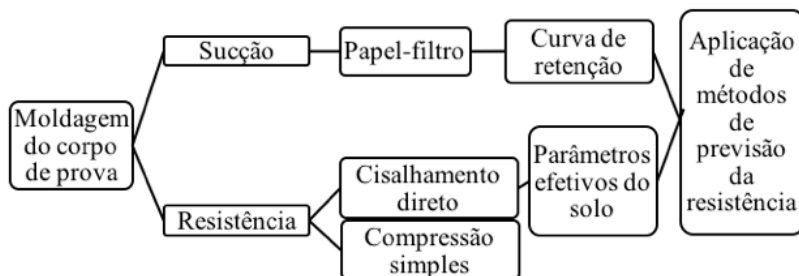 Moldagem
do corpo
de prova
Sucção
Papel-filtro
Curva de
retenção
Resistência
Cisalhamento
direto
Compressão
simples
Parâmetros
efetivos do
solo
Aplicação
de
métodos
de
previsão
da
resistência